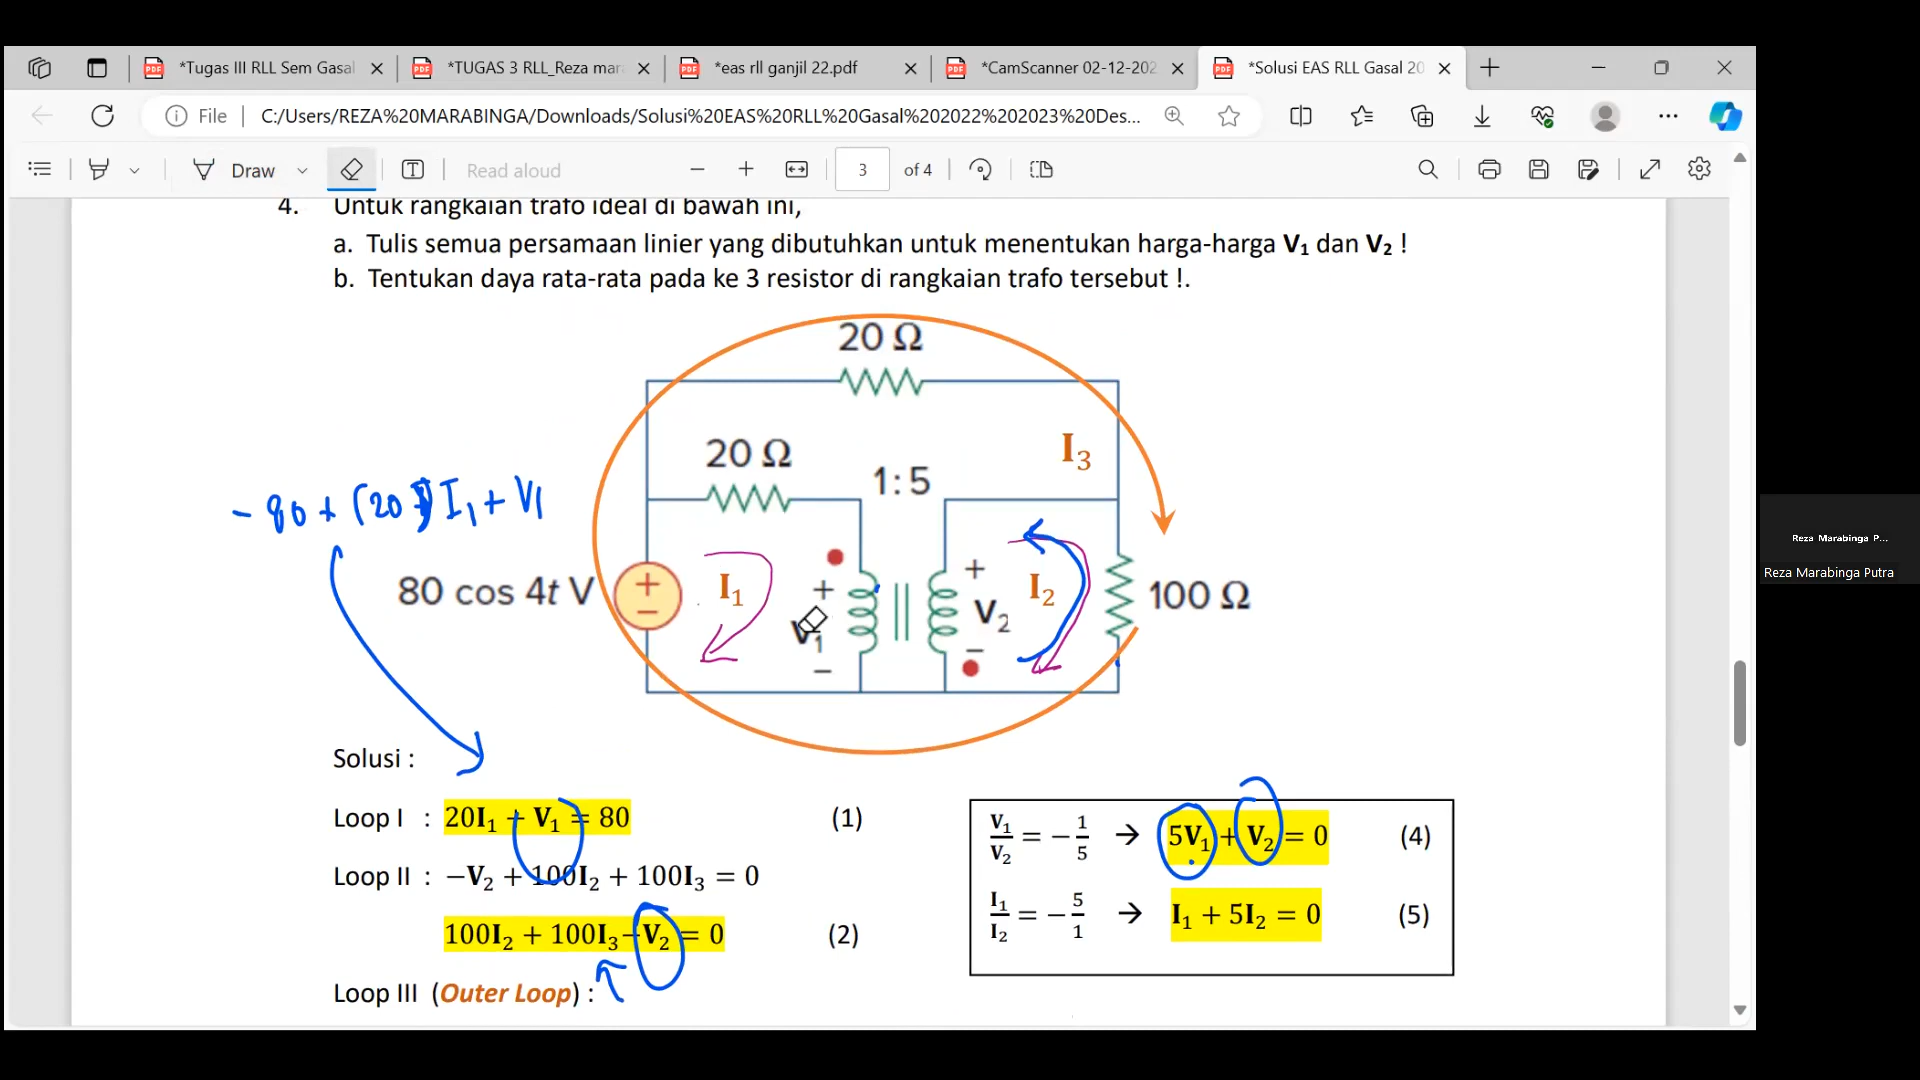 *Tugas III RLL Sem Gasal
*TUGAS 3 RLL_Reza mar
*eas rll ganjil 22.pdf
*CamScanner 02-12-202
*Solusi EAS RLL Gasal 20
File
C:/Users/REZA%20MARABINGA/Downloads/Solusi%20EAS%20RLL%20Gasal%202022%202023%20Des...
Draw
Read aloud
3 of 4
4. Untuk rangkaian trafo ideal di bawah ini,
a. Tulis semua persamaan linier yang dibutuhkan untuk menentukan harga-harga V₁ dan V₂ !
b. Tentukan daya rata-rata pada ke 3 resistor di rangkaian trafo tersebut !.
20 Ω
I₃
20 Ω
1:5
- 80 + (20) I₁ + V₁
80 cos 4t V
+
−
I₁
+
V₁
−
+
V₂
−
I₂
100 Ω
Solusi :
Loop I : 20I₁ + V₁ = 80 (1)
Loop II : −V₂ + 100I₂ + 100I₃ = 0
100I₂ + 100I₃ − V₂ = 0 (2)
Loop III (Outer Loop) :
V₁/V₂ = − 1/5 → 5V₁ + V₂ = 0 (4)
I₁/I₂ = − 5/1 → I₁ + 5I₂ = 0 (5)
Reza Marabinga P...
Reza Marabinga Putra